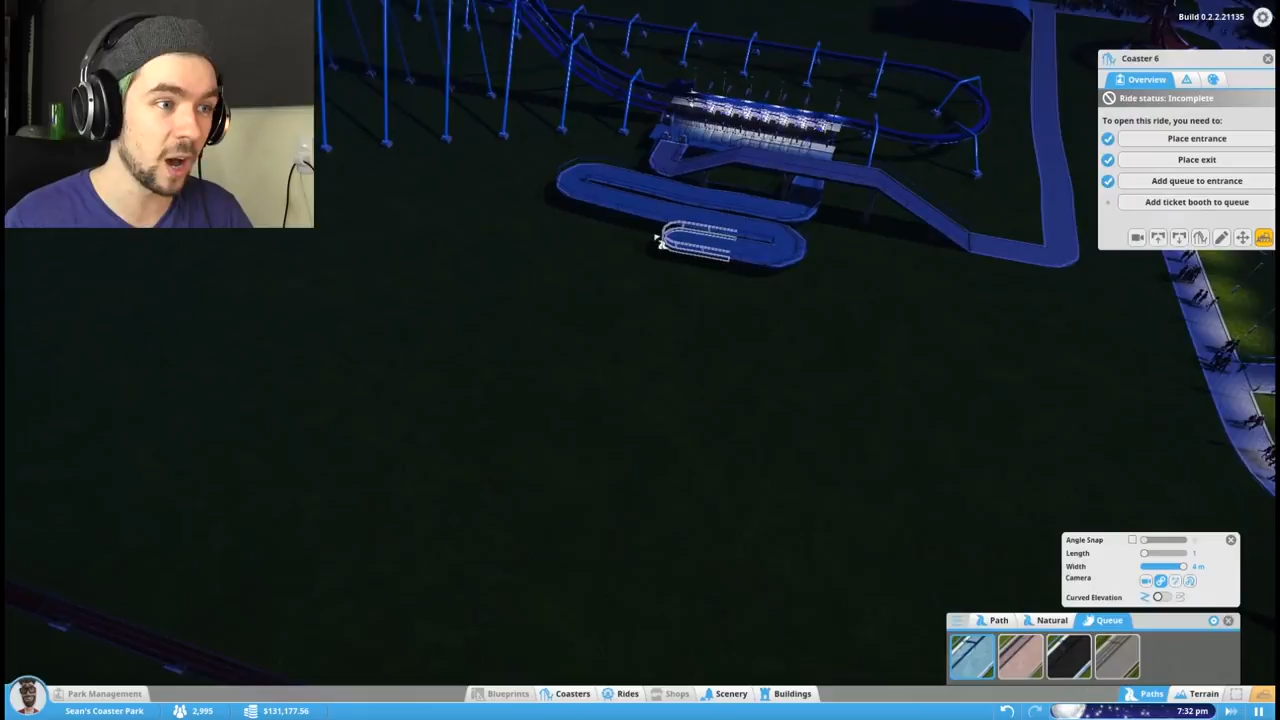 Build 0.2.2.21135
Coaster 6
Overview
Ride status: Incomplete
To open this ride, you need to:
Place entrance
Place exit
Add queue to entrance
Add ticket booth to queue
Angle Snap
Length 1
Width 4 m
Camera
Curved Elevation
Path Natural Queue
Park Management Blueprints Coasters Rides Shops Scenery Buildings Paths Terrain
Sean's Coaster Park 2,995 $131,177.56 7:32 pm